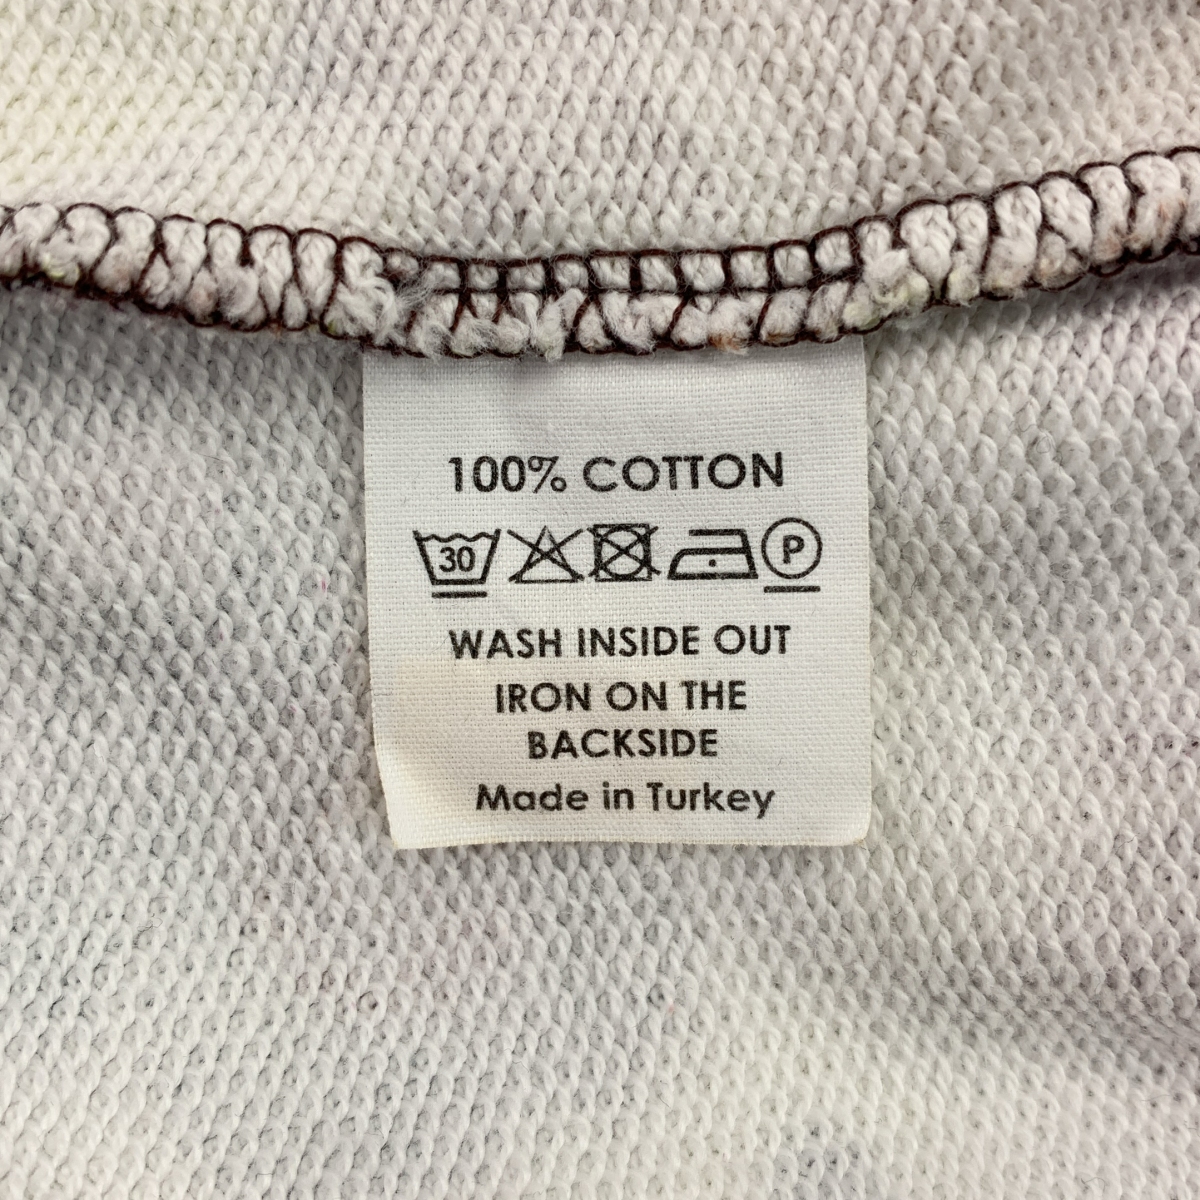 100% COTTON
30 P
WASH INSIDE OUT
IRON ON THE
BACKSIDE
Made in Turkey